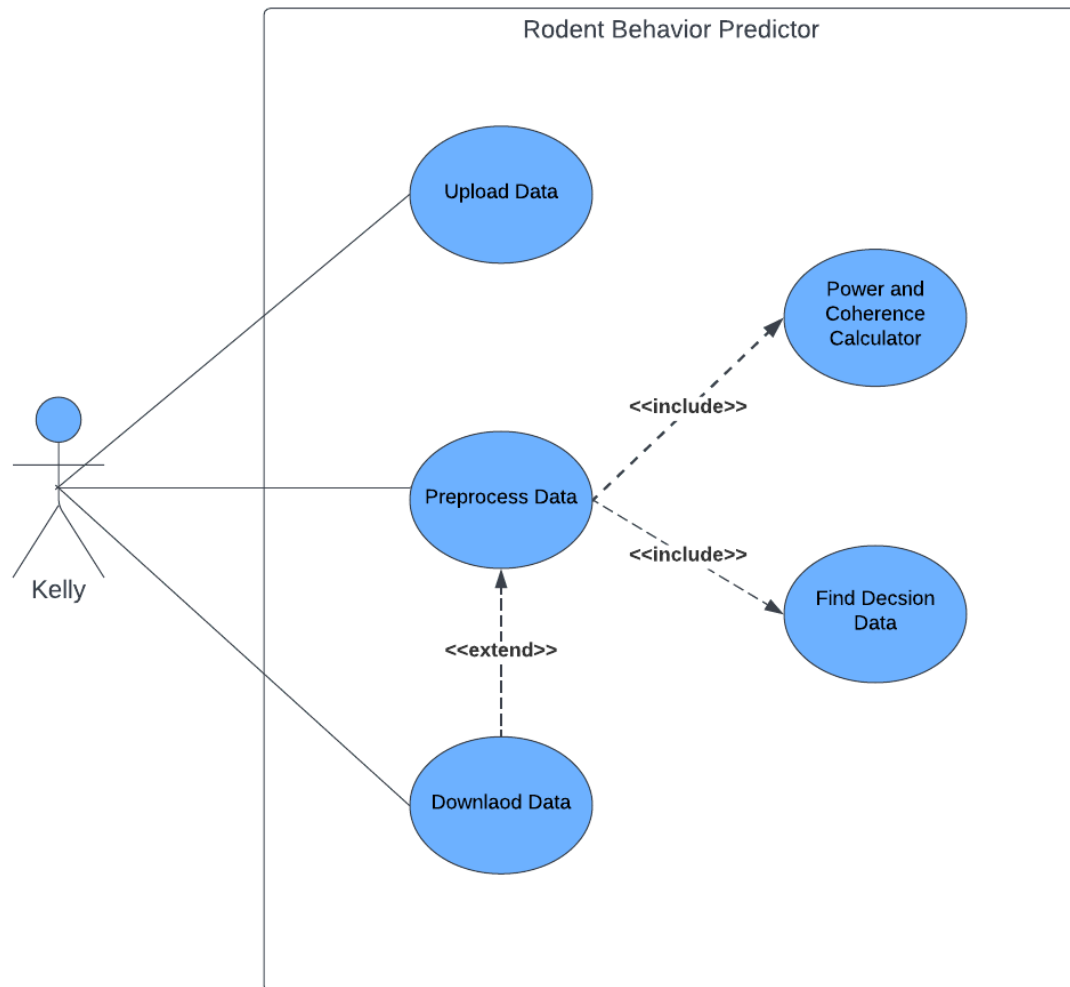 Rodent Behavior Predictor
Upload Data
Power and
Coherence
Calculator
<<include>>
Preprocess Data
<<include>>
Kelly
Find Decsion
Data
<<extend>>
Downlaod Data